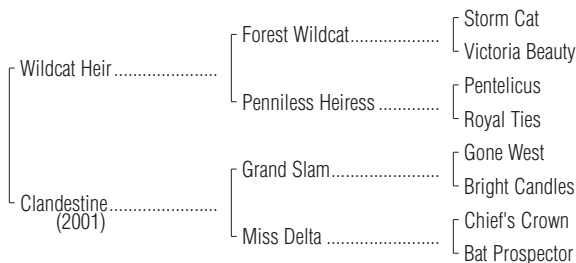 Storm Cat
Forest Wildcat...................
Victoria Beauty
Wildcat Heir......................
Pentelicus
Penniless Heiress .............
Royal Ties
Gone West
Grand Slam.......................
Bright Candles
Clandestine.......................
(2001)
Chief's Crown
Miss Delta ........................
Bat Prospector